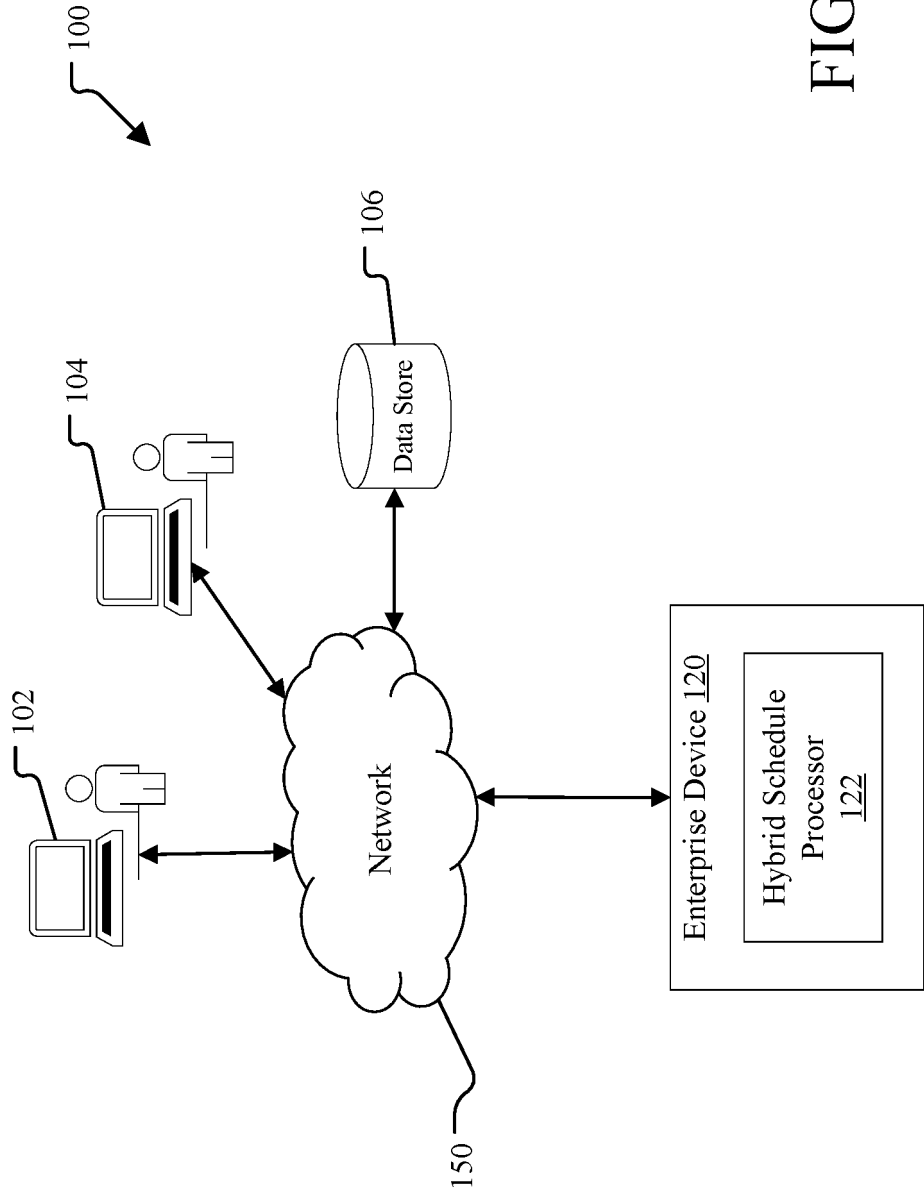 100
102
104
106
Data Store
Network
150
Enterprise Device 120
Hybrid Schedule
Processor
122
FIG